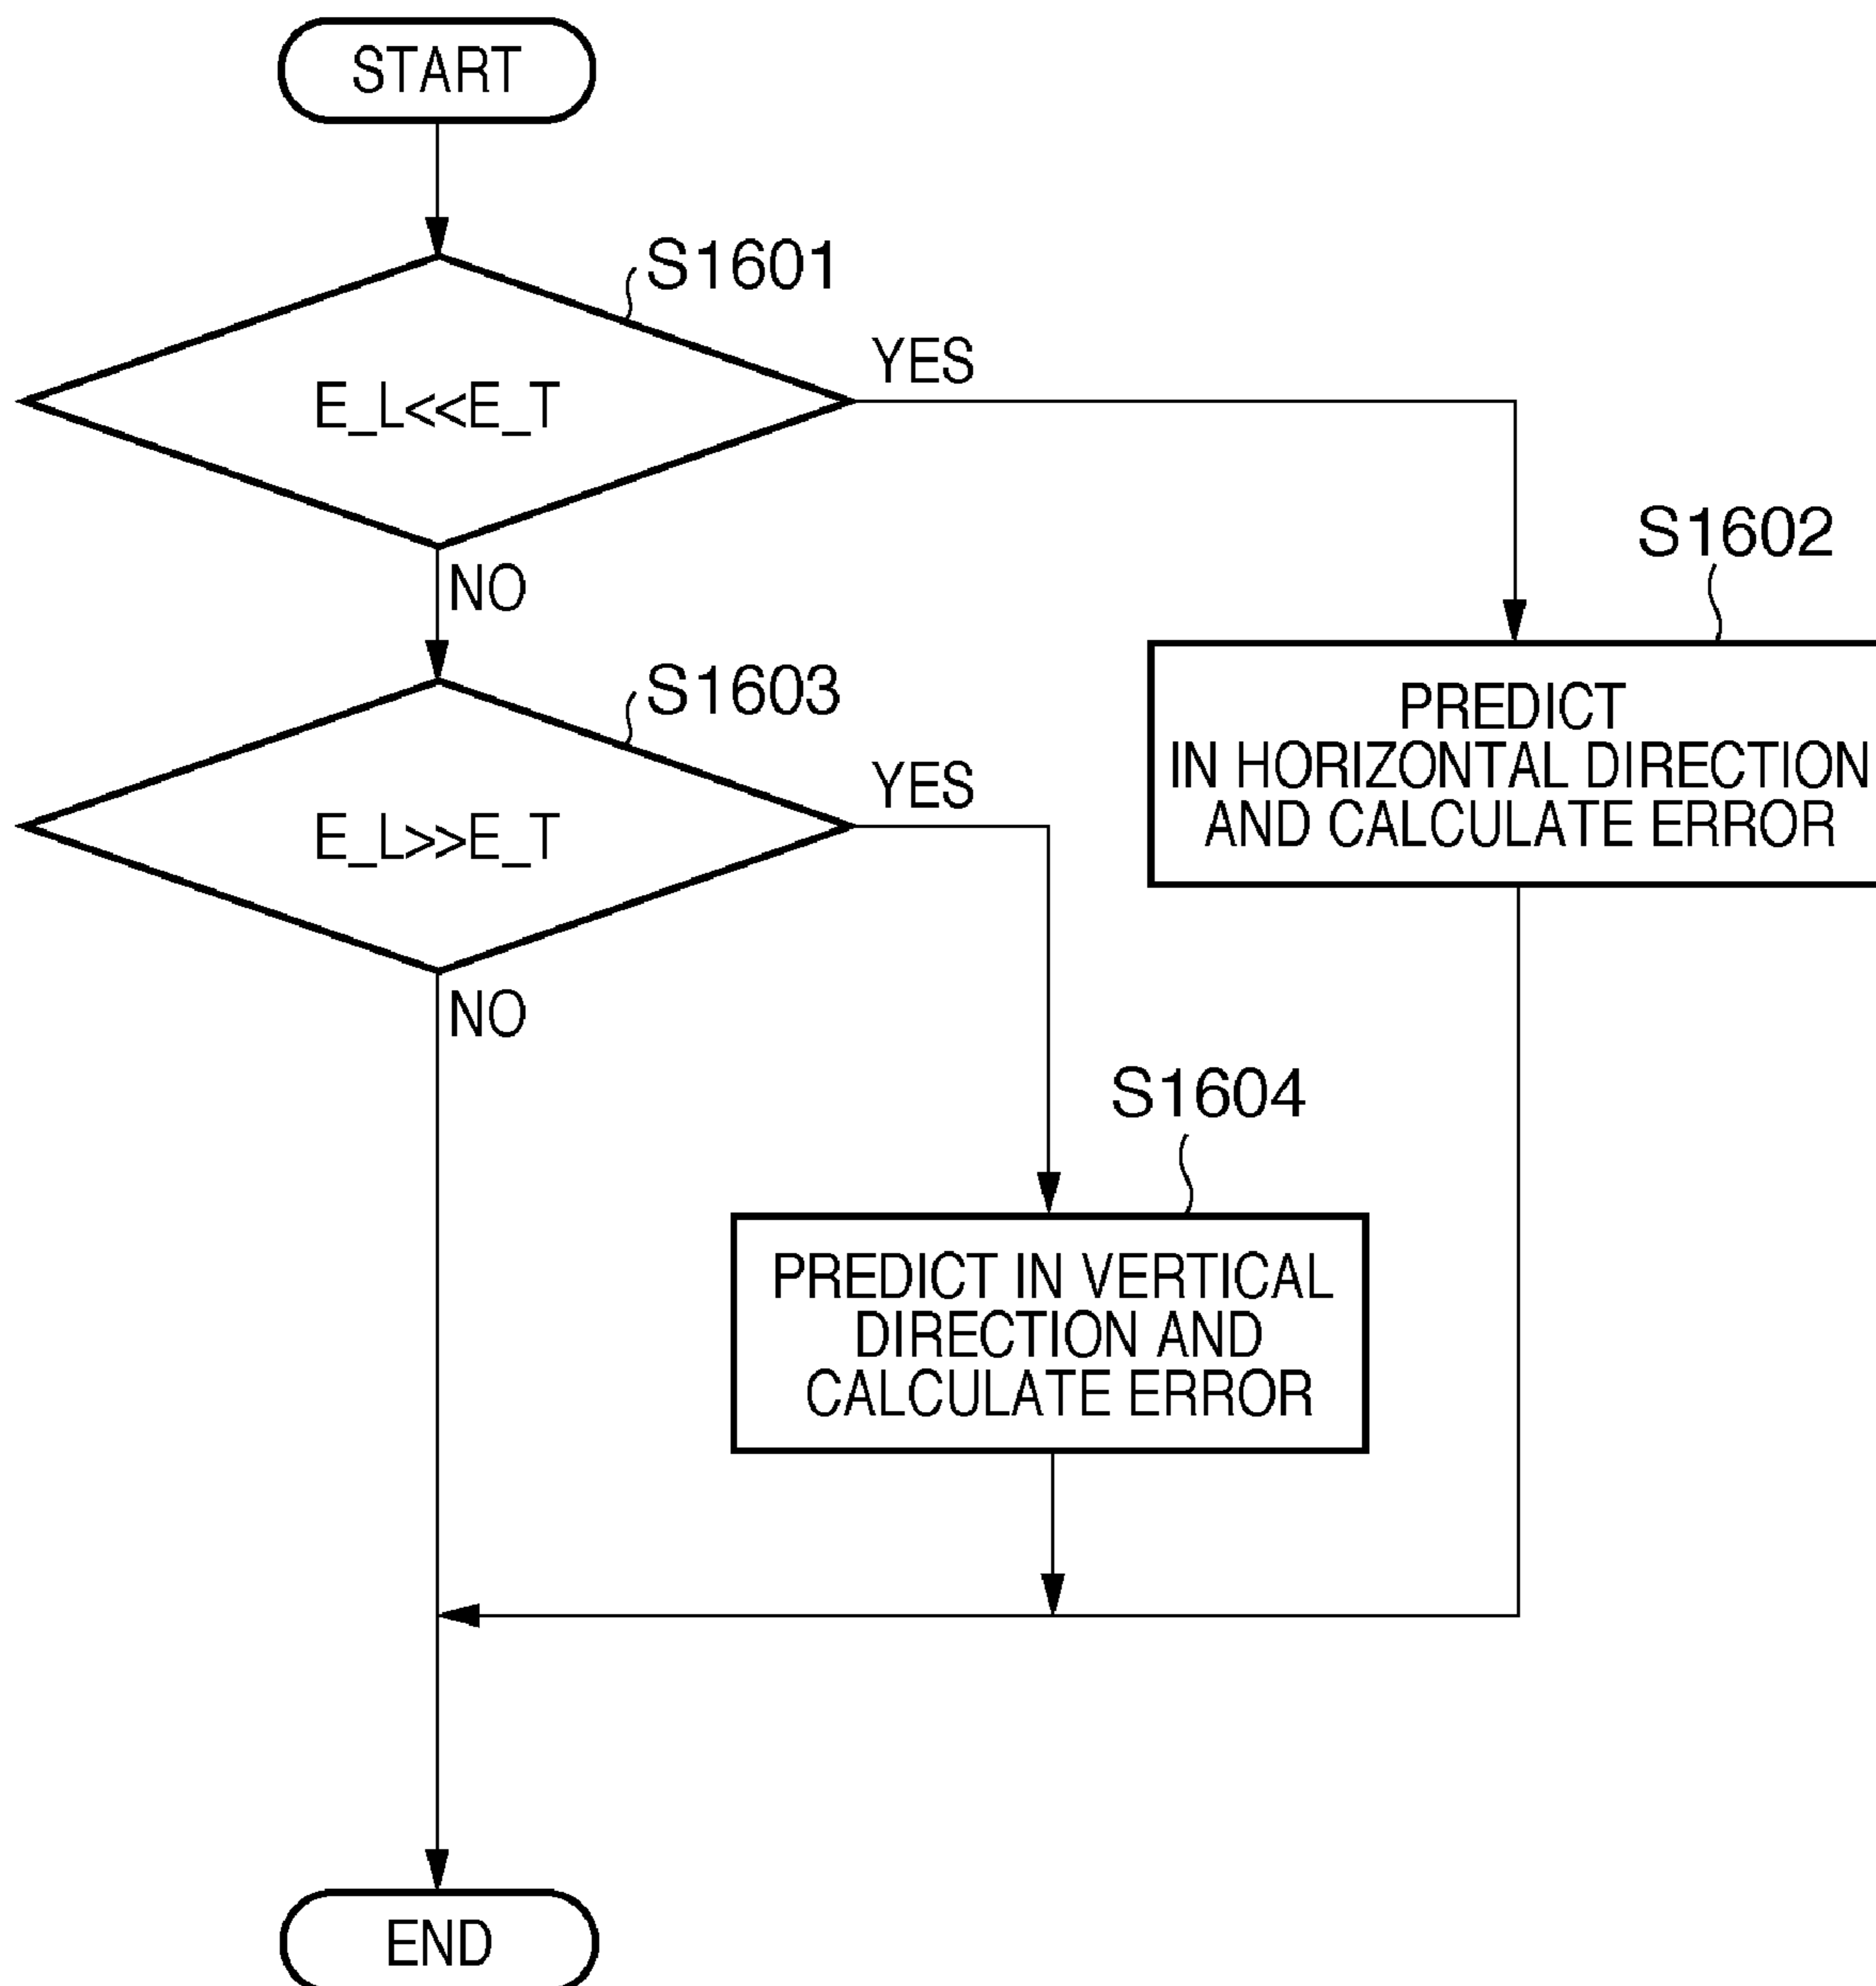 START
S1601
E_L<<E_T
YES
NO
S1602
PREDICT
IN HORIZONTAL DIRECTION
AND CALCULATE ERROR
S1603
E_L>>E_T
YES
NO
S1604
PREDICT IN VERTICAL
DIRECTION AND
CALCULATE ERROR
END